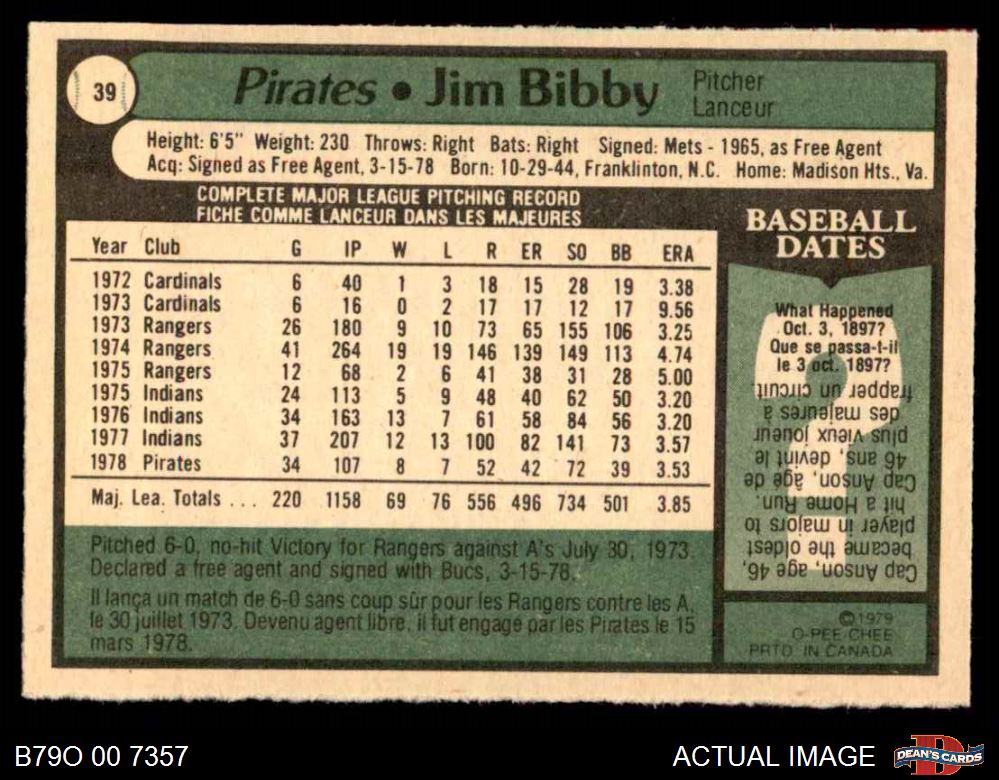 39
Pirates • Jim Bibby
Pitcher
Lanceur
Height: 6'5" Weight: 230 Throws: Right Bats: Right Signed: Mets - 1965, as Free Agent
Acq: Signed as Free Agent, 3-15-78 Born: 10-29-44, Franklinton, N.C. Home: Madison Hts., Va.
COMPLETE MAJOR LEAGUE PITCHING RECORD
FICHE COMME LANCEUR DANS LES MAJEURES
Year Club G IP W L R ER SO BB ERA
1972 Cardinals 6 40 1 3 18 15 28 19 3.38
1973 Cardinals 6 16 0 2 17 17 12 17 9.56
1973 Rangers 26 180 9 10 73 65 155 106 3.25
1974 Rangers 41 264 19 19 146 139 149 113 4.74
1975 Rangers 12 68 2 6 41 38 31 28 5.00
1975 Indians 24 113 5 9 48 40 62 50 3.20
1976 Indians 34 163 13 7 61 58 84 56 3.20
1977 Indians 37 207 12 13 100 82 141 73 3.57
1978 Pirates 34 107 8 7 52 42 72 39 3.53
Maj. Lea. Totals ... 220 1158 69 76 556 496 734 501 3.85
Pitched 6-0, no-hit Victory for Rangers against A's July 30, 1973.
Declared a free agent and signed with Bucs, 3-15-78.
Il lança un match de 6-0 sans coup sûr pour les Rangers contre les A,
le 30 juillet 1973. Devenu agent libre, il fut engagé par les Pirates le 15
mars 1978.
BASEBALL
DATES
What Happened
Oct. 3, 1897?
Que se passa-t-il
le 3 oct. 1897?
Cap Anson, age 46,
became the oldest
player in majors to
hit a Home Run.
Cap Anson, âgé de
46 ans, devint le
plus vieux joueur
des majeures à
frapper un circuit.
©1979
O-PEE-CHEE
PRTD. IN CANADA
B79O 00 7357
ACTUAL IMAGE
DEAN'S CARDS